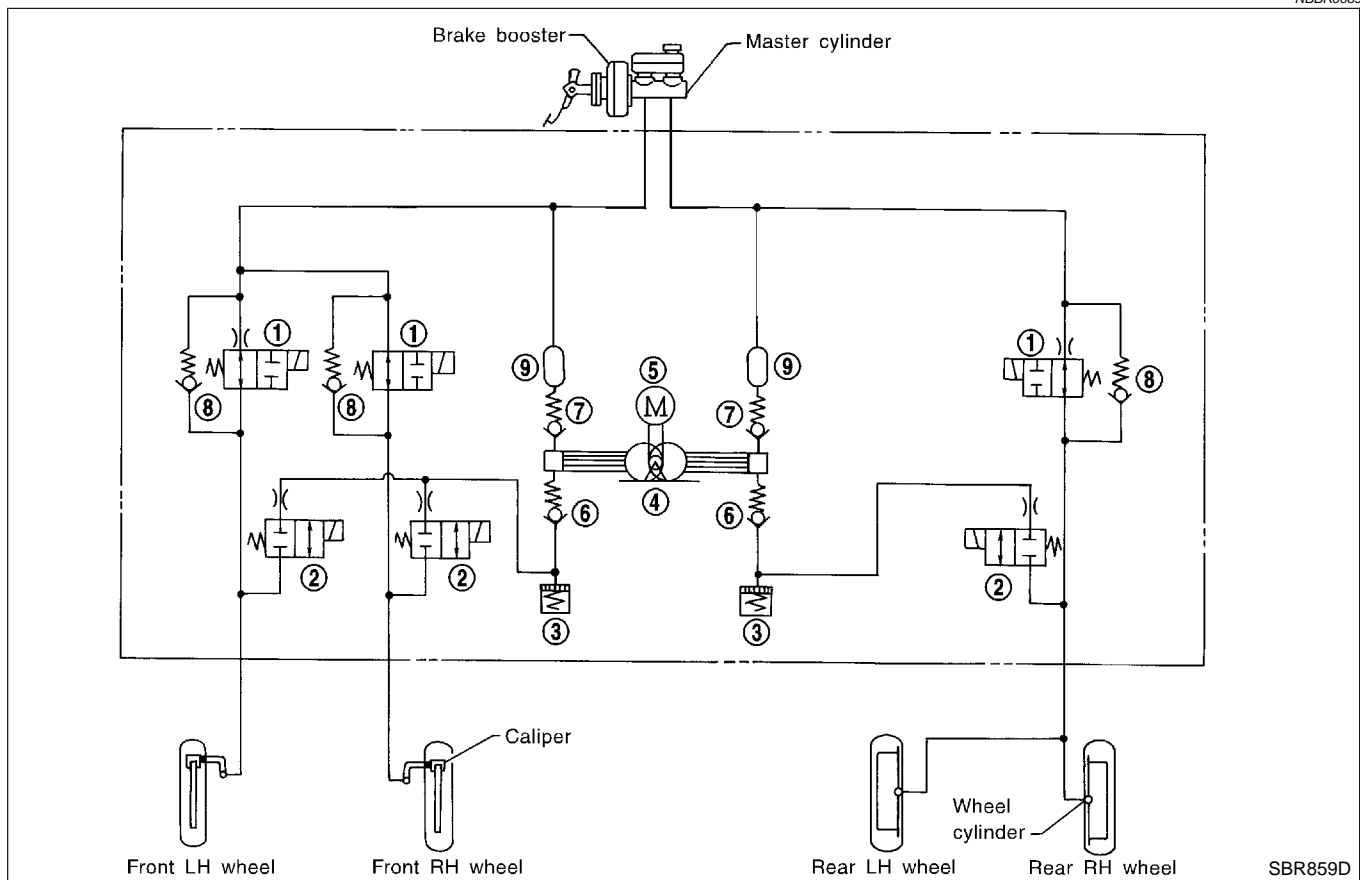 Brake booster
Master cylinder
① ① ①
⑧ ⑧ ⑧
⑨ ⑤ ⑨
⑦ M ⑦
⑥ ④ ⑥
② ② ②
③ ③
Caliper
Wheel
cylinder
Front LH wheel
Front RH wheel
Rear LH wheel
Rear RH wheel
SBR859D